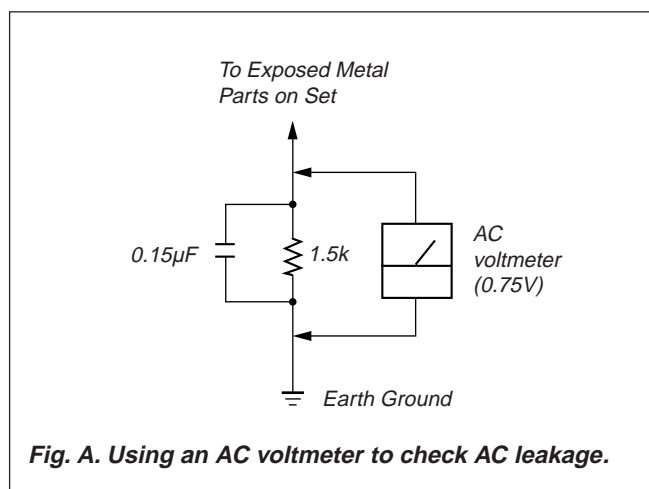 To Exposed Metal
Parts on Set
0.15µF
1.5k
AC
voltmeter
(0.75V)
Earth Ground
Fig. A. Using an AC voltmeter to check AC leakage.